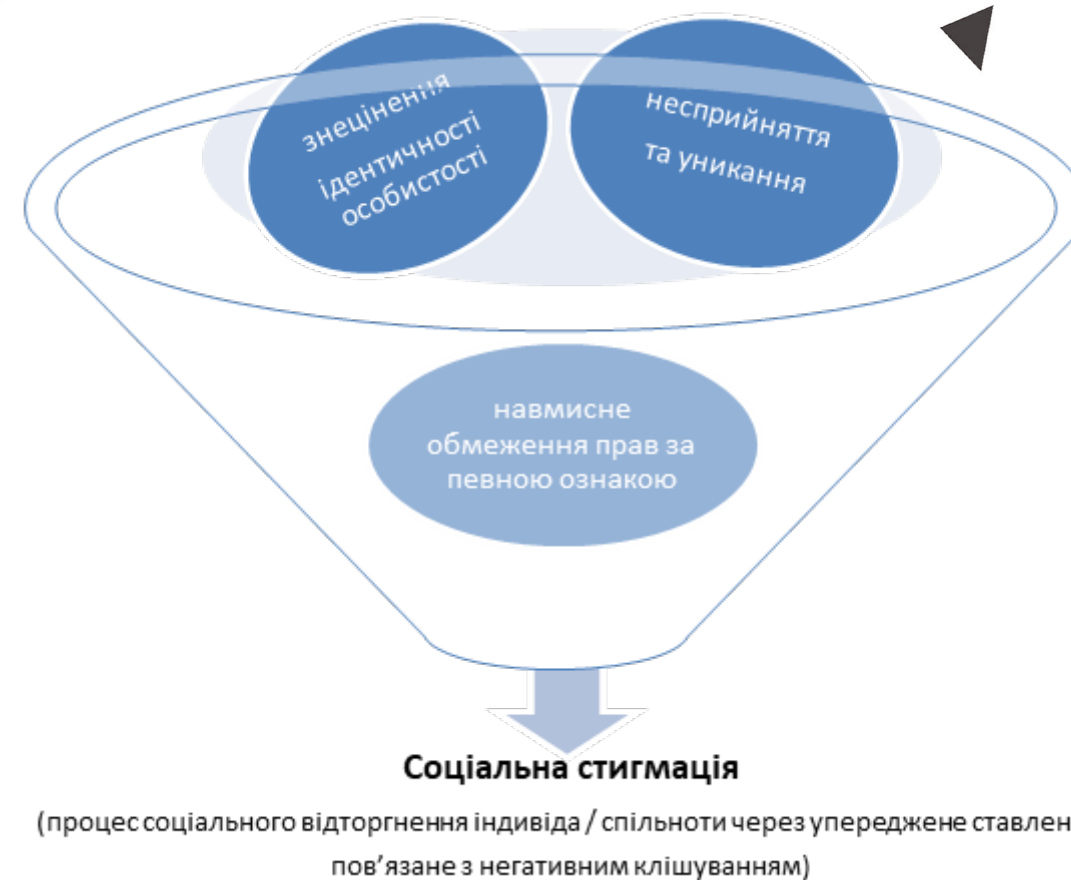 знецінення
ідентичності
особистості
несприйняття
та уникання
навмисне
обмеження прав за
певною ознакою
Соціальна стигмація
(процес соціального відторгнення індивіда / спільноти через упереджене ставлен
пов’язане з негативним клішуванням)